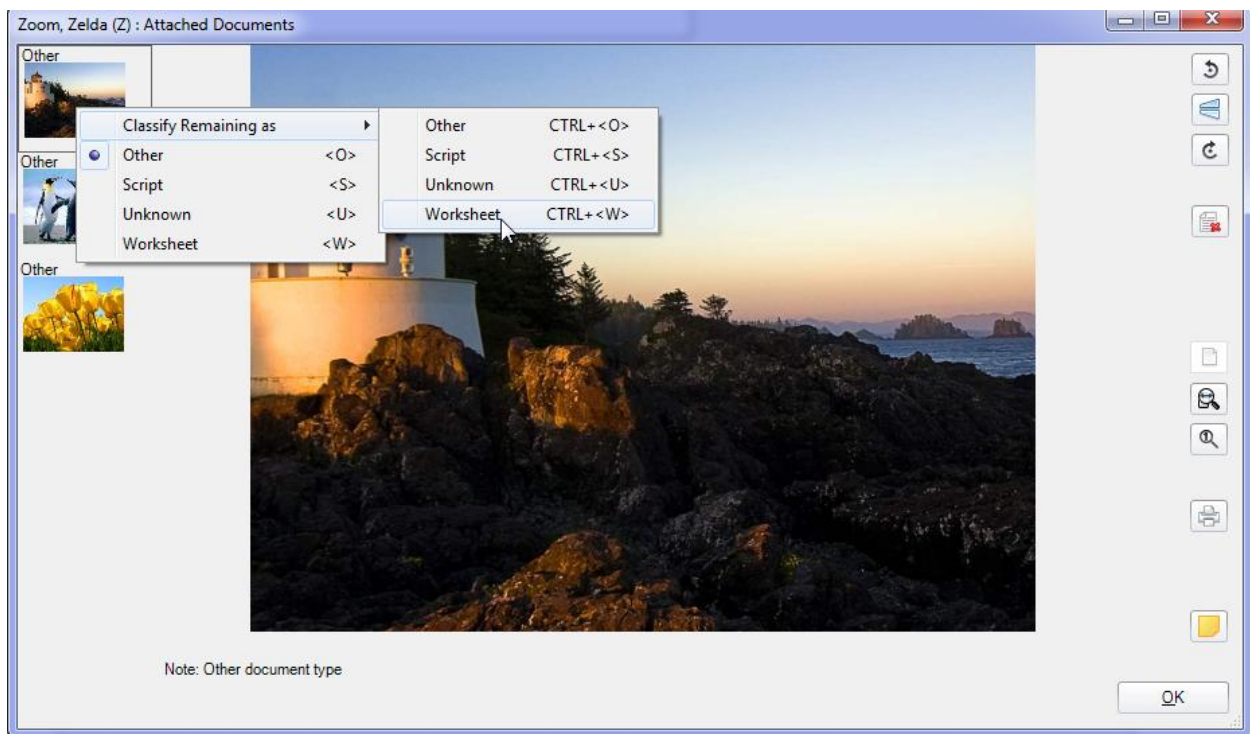 Zoom, Zelda (Z) : Attached Documents
Other
Classify Remaining as
Other <O>
Script <S>
Unknown <U>
Worksheet <W>
Other CTRL+<O>
Script CTRL+<S>
Unknown CTRL+<U>
Worksheet CTRL+<W>
Other
Other
Note: Other document type
OK